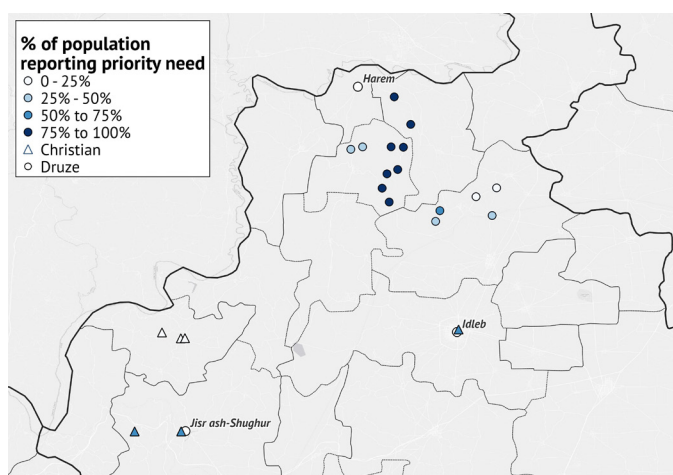 % of population
reporting priority need
0 - 25%
25% - 50%
50% to 75%
75% to 100%
Christian
Druze
Harem
Idleb
Jisr ash-Shughur